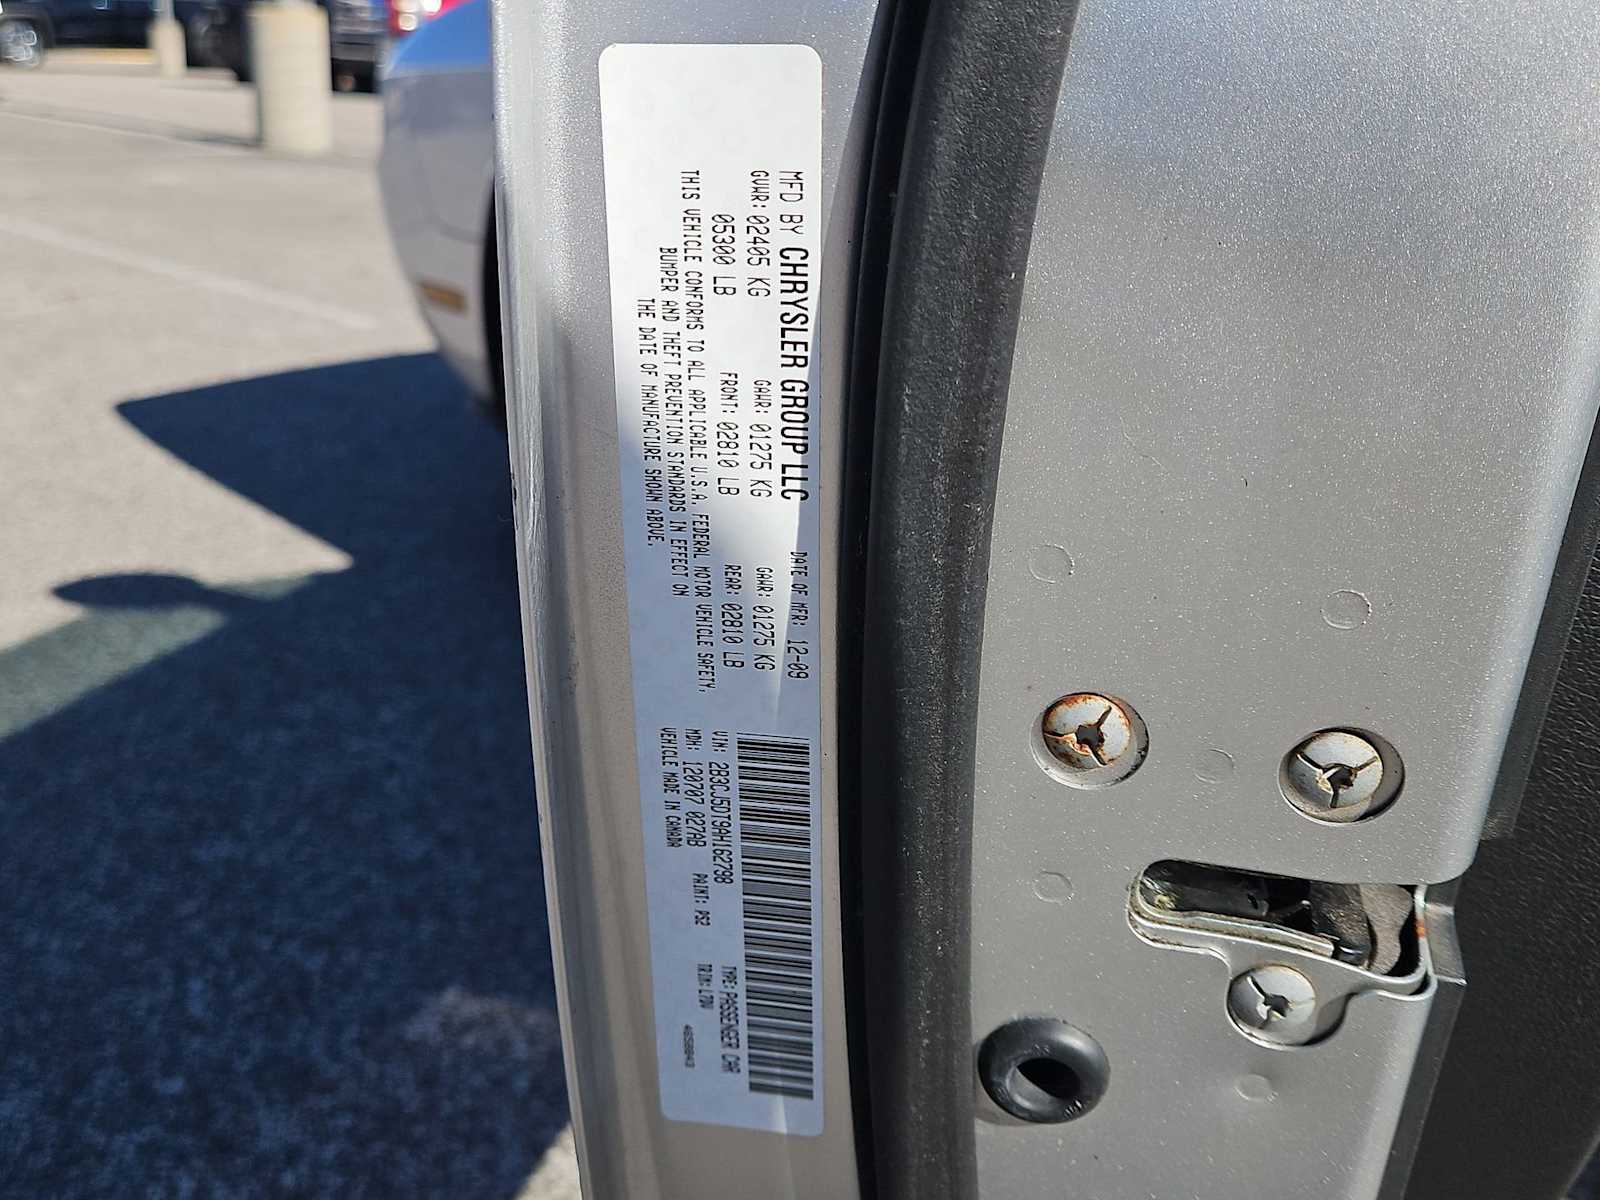 MFD BY CHRYSLER GROUP LLC DATE OF MFR: 12-09
GVWR: 02405 KG GAWR: 01275 KG GAWR: 01275 KG
05300 LB FRONT: 02810 LB REAR: 02810 LB
THIS VEHICLE CONFORMS TO ALL APPLICABLE U.S.A. FEDERAL MOTOR VEHICLE SAFETY,
BUMPER AND THEFT PREVENTION STANDARDS IN EFFECT ON
THE DATE OF MANUFACTURE SHOWN ABOVE.
VIN: 2B3CJ5DT9AH162798 TYPE: PASSENGER CAR
MDH: 120707 027AB PAINT: PS2 TRIM: L7DV
VEHICLE MADE IN CANADA